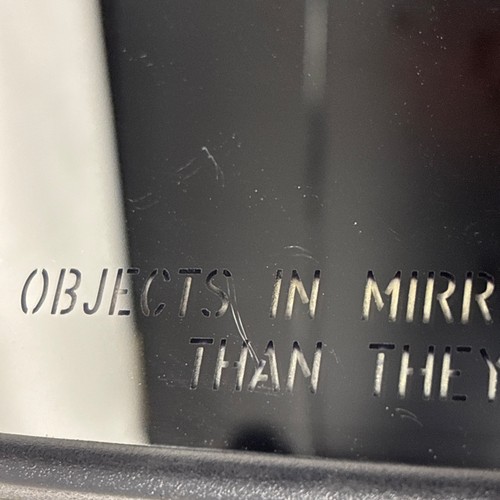 OBJECTS IN MIRR
THAN THEY